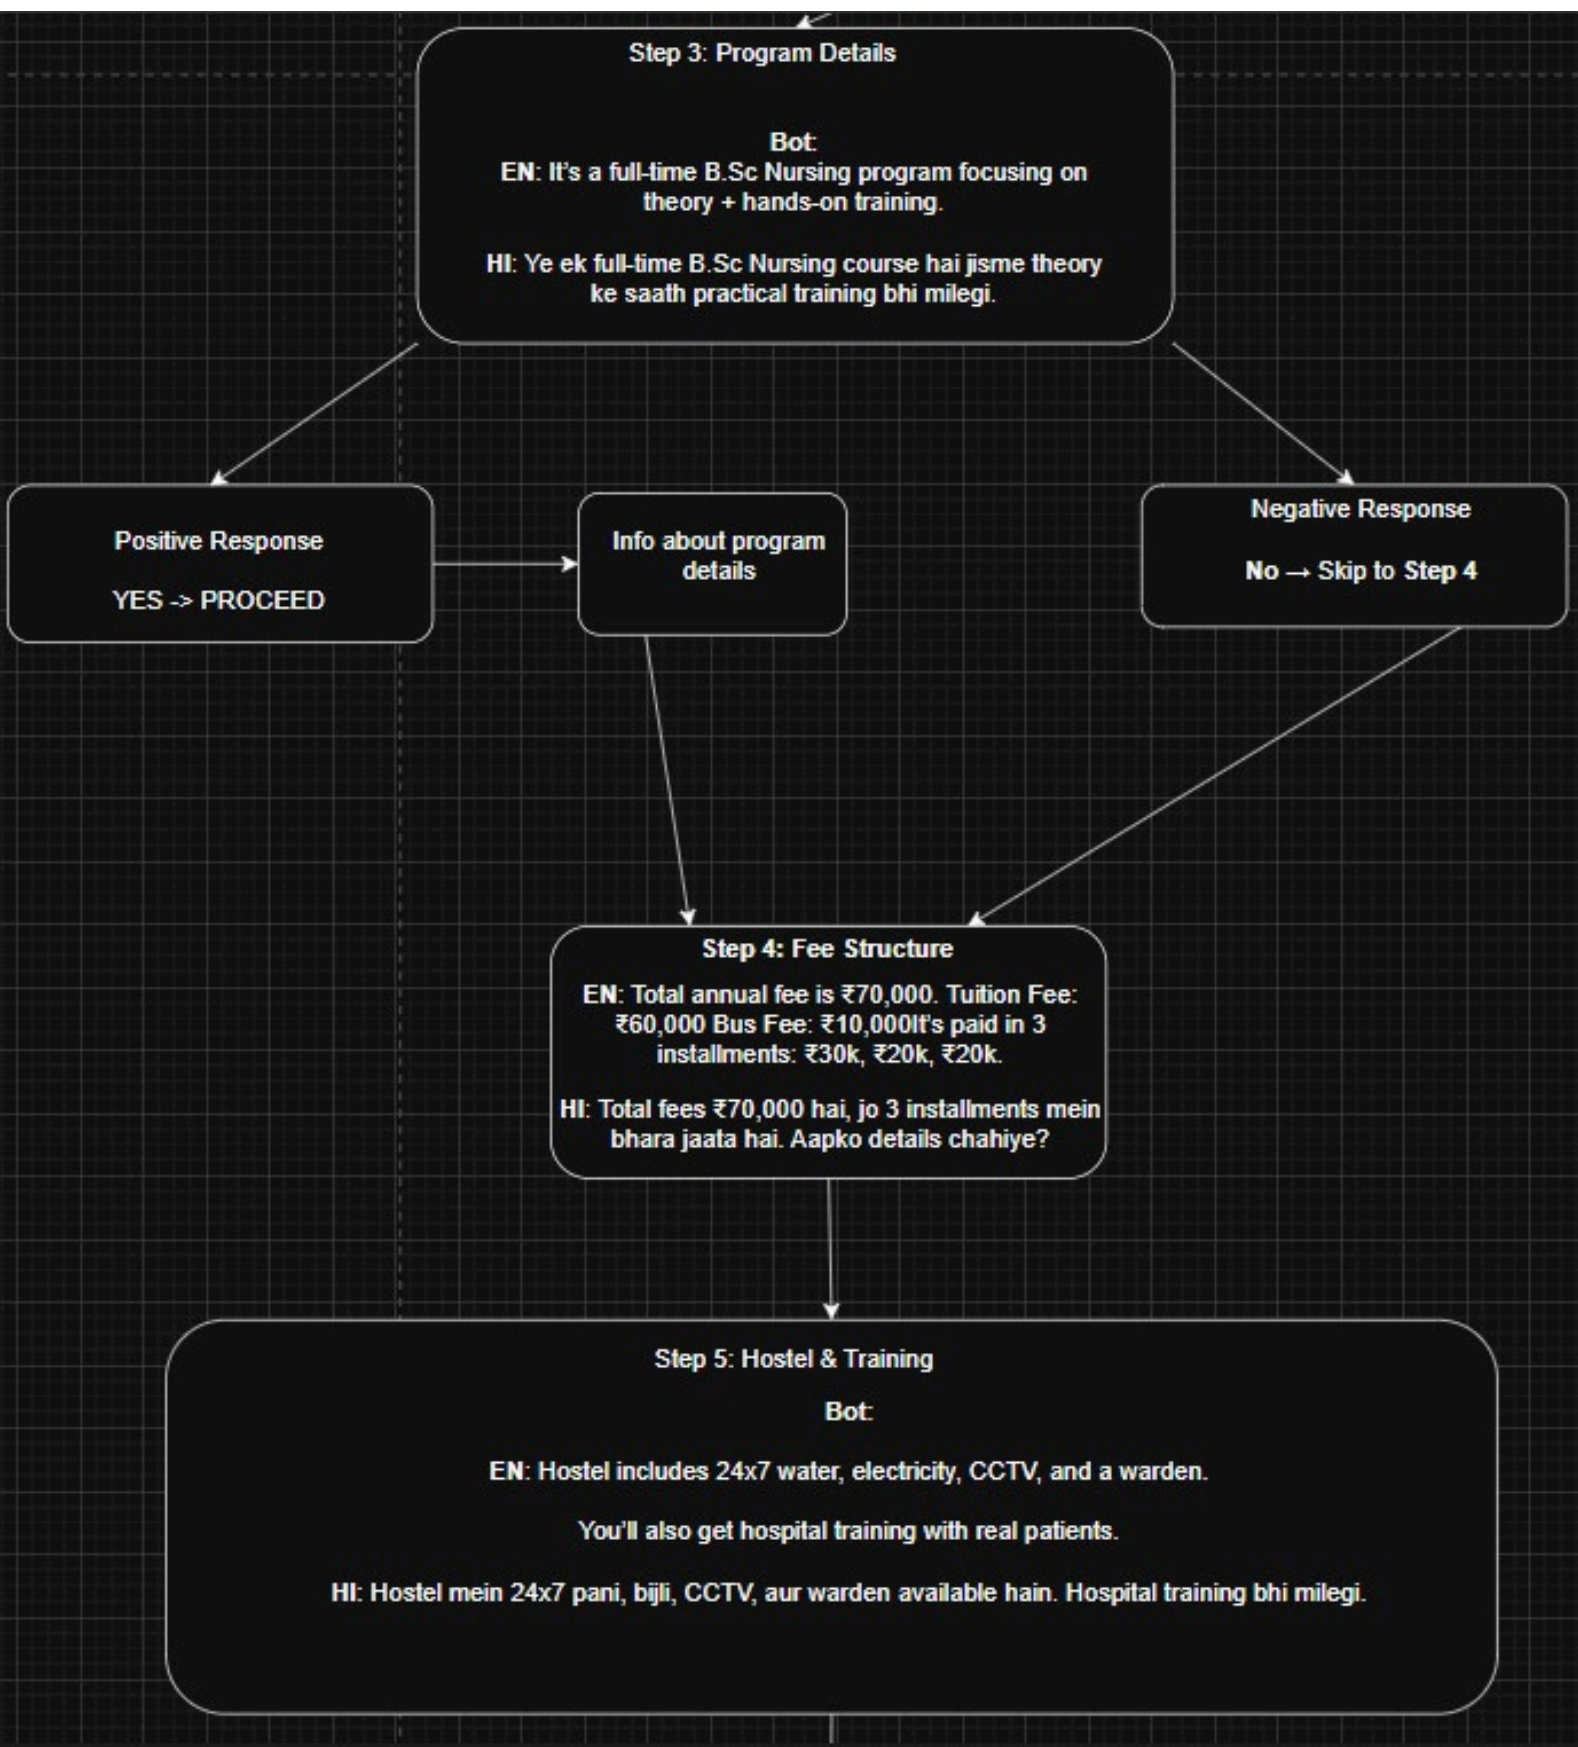 Step 3: Program Details
Bot:
EN: It's a full-time B.Sc Nursing program focusing on
theory + hands-on training.
HI: Ye ek full-time B.Sc Nursing course hai jisme theory
ke saath practical training bhi milegi.
Positive Response
YES -> PROCEED
Info about program
details
Negative Response
No → Skip to Step 4
Step 4: Fee Structure
EN: Total annual fee is ₹70,000. Tuition Fee:
₹60,000 Bus Fee: ₹10,000It's paid in 3
installments: ₹30k, ₹20k, ₹20k.
HI: Total fees ₹70,000 hai, jo 3 installments mein
bhara jaata hai. Aapko details chahiye?
Step 5: Hostel & Training
Bot:
EN: Hostel includes 24x7 water, electricity, CCTV, and a warden.
You'll also get hospital training with real patients.
HI: Hostel mein 24x7 pani, bijli, CCTV, aur warden available hain. Hospital training bhi milegi.